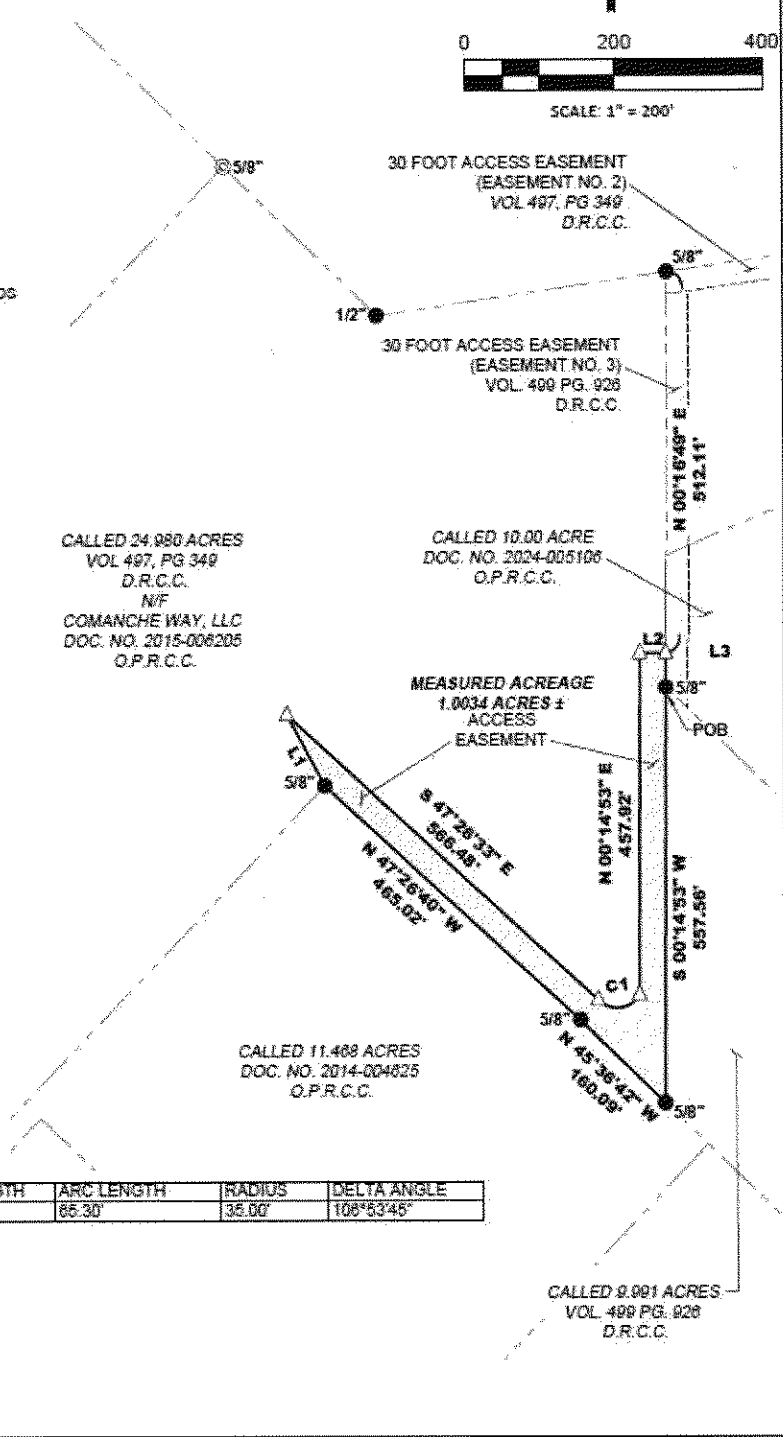 0 200 400
SCALE: 1" = 200'
5/8"
30 FOOT ACCESS EASEMENT
(EASEMENT NO. 2)
VOL 497, PG 349
D.R.C.C.
5/8"
1/2"
30 FOOT ACCESS EASEMENT
(EASEMENT NO. 3)
VOL. 499 PG. 926
D.R.C.C.
N 00°16'49" E
512.11'
CALLED 24.980 ACRES
VOL 497, PG 349
D.R.C.C.
N/F
COMANCHE WAY, LLC
DOC. NO. 2015-006205
O.P.R.C.C.
CALLED 10.00 ACRE
DOC. NO. 2024-005106
O.P.R.C.C.
L2
L3
MEASURED ACREAGE
1.0034 ACRES ±
ACCESS
EASEMENT
5/8"
POB
L1
5/8"
S 47°26'33" E
566.48'
N 47°26'40" W
465.02'
N 00°14'53" E
457.92'
S 00°14'53" W
557.56'
C1
5/8"
N 45°36'42" W
160.09'
5/8"
CALLED 11.468 ACRES
DOC. NO. 2014-004625
O.P.R.C.C.
GTH ARC LENGTH RADIUS DELTA ANGLE
65.30' 35.00' 106°53'45"
CALLED 9.991 ACRES
VOL. 499 PG. 926
D.R.C.C.